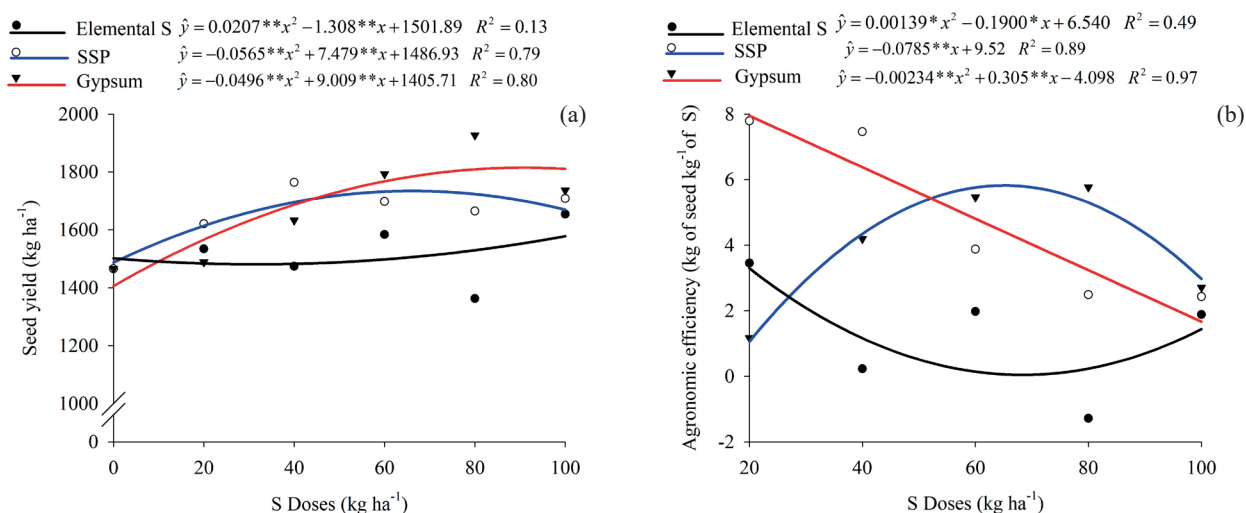 Elemental S ŷ = 0.0207**x² −1.308**x+1501.89 R² = 0.13
SSP ŷ = −0.0565**x² + 7.479**x+1486.93 R² = 0.79
Gypsum ŷ = −0.0496**x² + 9.009**x+1405.71 R² = 0.80
(a)
2000
1800
1600
1400
1200
1000
0
Seed yield (kg ha⁻¹)
0 20 40 60 80 100
S Doses (kg ha⁻¹)
Elemental S ŷ = 0.00139*x² −0.1900*x+6.540 R² = 0.49
SSP ŷ = −0.0785**x+9.52 R² = 0.89
Gypsum ŷ = −0.00234**x² +0.305**x−4.098 R² = 0.97
(b)
8
6
4
2
0
-2
Agronomic efficiency (kg of seed kg⁻¹ of S)
20 40 60 80 100
S Doses (kg ha⁻¹)